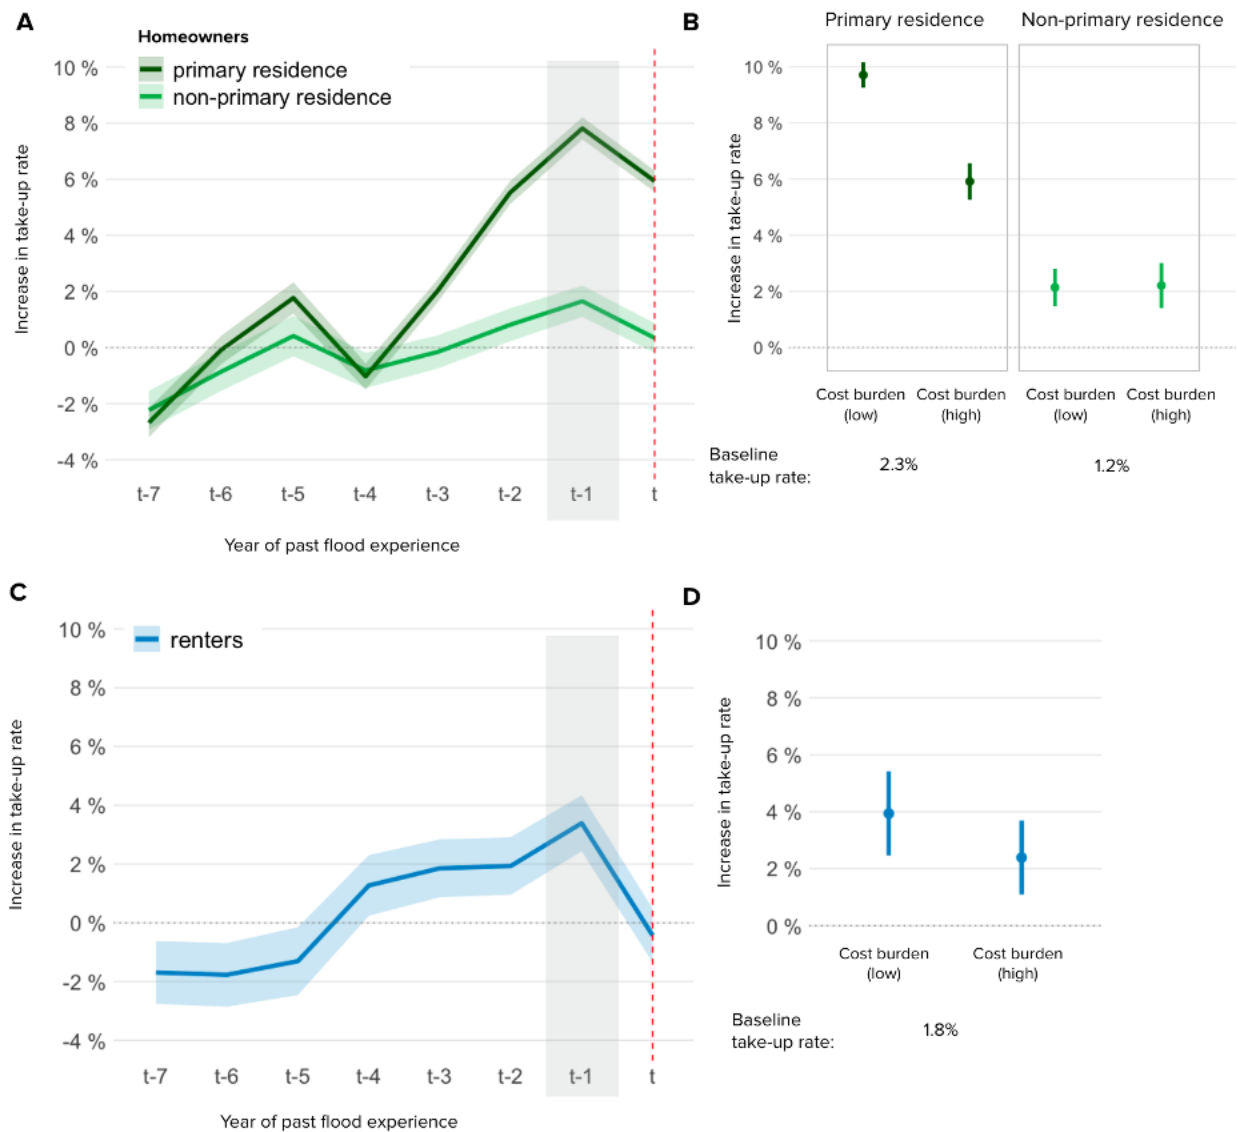 A
Homeowners
primary residence
non-primary residence
Increase in take-up rate
10 %
8 %
6 %
4 %
2 %
0 %
-2 %
-4 %
t-7 t-6 t-5 t-4 t-3 t-2 t-1 t
Year of past flood experience
B
Primary residence Non-primary residence
Increase in take-up rate
10 %
8 %
6 %
4 %
2 %
0 %
Cost burden Cost burden Cost burden Cost burden
(low) (high) (low) (high)
Baseline
take-up rate:
2.3% 1.2%
C
renters
Increase in take-up rate
10 %
8 %
6 %
4 %
2 %
0 %
-2 %
-4 %
t-7 t-6 t-5 t-4 t-3 t-2 t-1 t
Year of past flood experience
D
Increase in take-up rate
10 %
8 %
6 %
4 %
2 %
0 %
Cost burden Cost burden
(low) (high)
Baseline
take-up rate:
1.8%